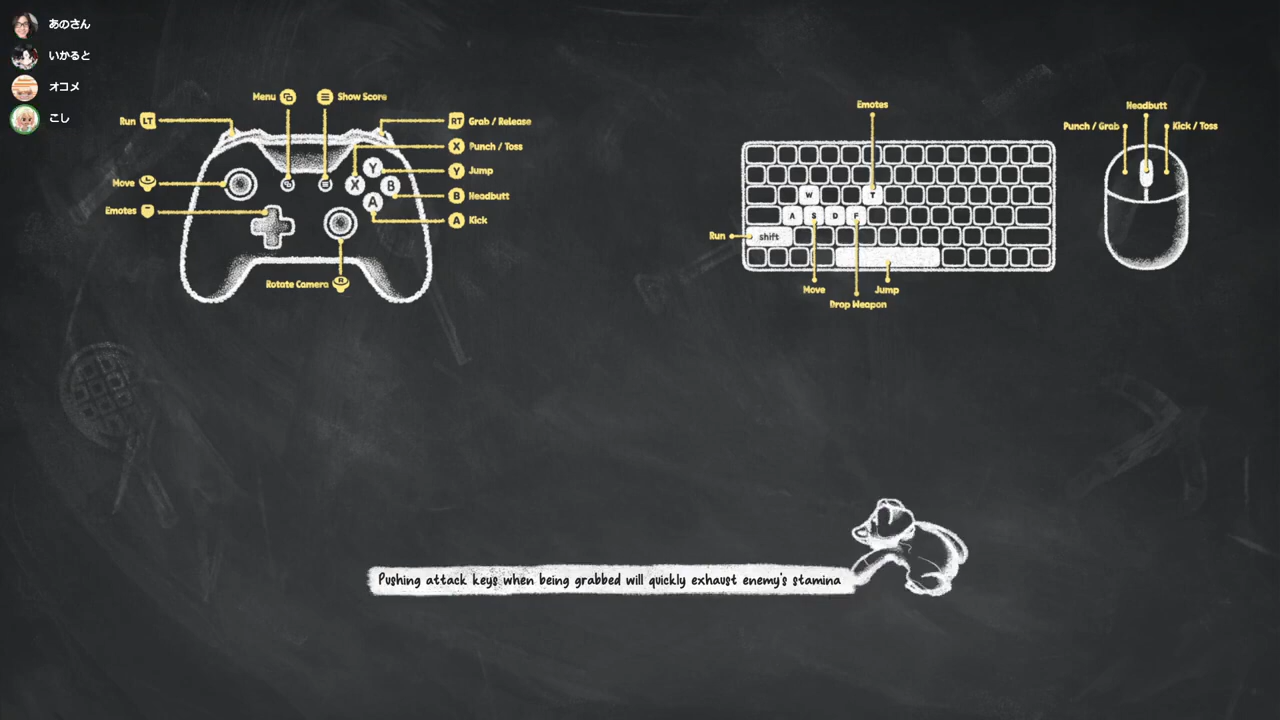 あのさん
いかると
オコメ
こし
Menu
Show Score
Run LT
RT Grab / Release
X Punch / Toss
Y Jump
B Headbutt
A Kick
Move L
Emotes
Y
X
B
A
Rotate Camera R
Emotes
W
T
A
S
D
F
Run
shift
Move
Jump
Drop Weapon
Headbutt
Punch / Grab
Kick / Toss
Pushing attack keys when being grabbed will quickly exhaust enemy's stamina